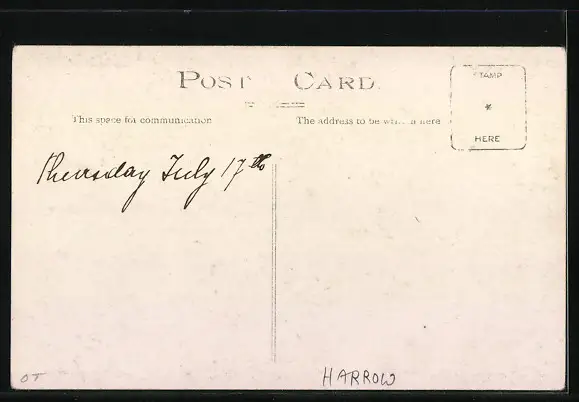 POST CARD
STAMP
*
HERE
This space for communication
The address to be written here
Thursday July 17th
OT
HARROW